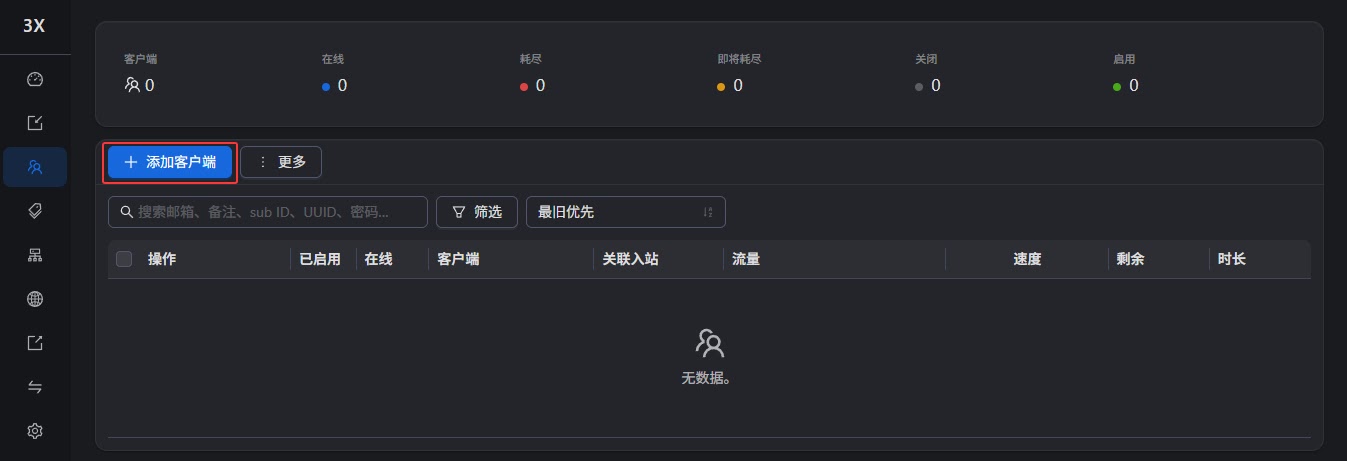 3X
客户端 在线 耗尽 即将耗尽 关闭 启用
0 0 0 0 0 0
添加客户端 更多
搜索邮箱、备注、sub ID、UUID、密码... 筛选 最旧优先
操作 已启用 在线 客户端 关联入站 流量 速度 剩余 时长
无数据。